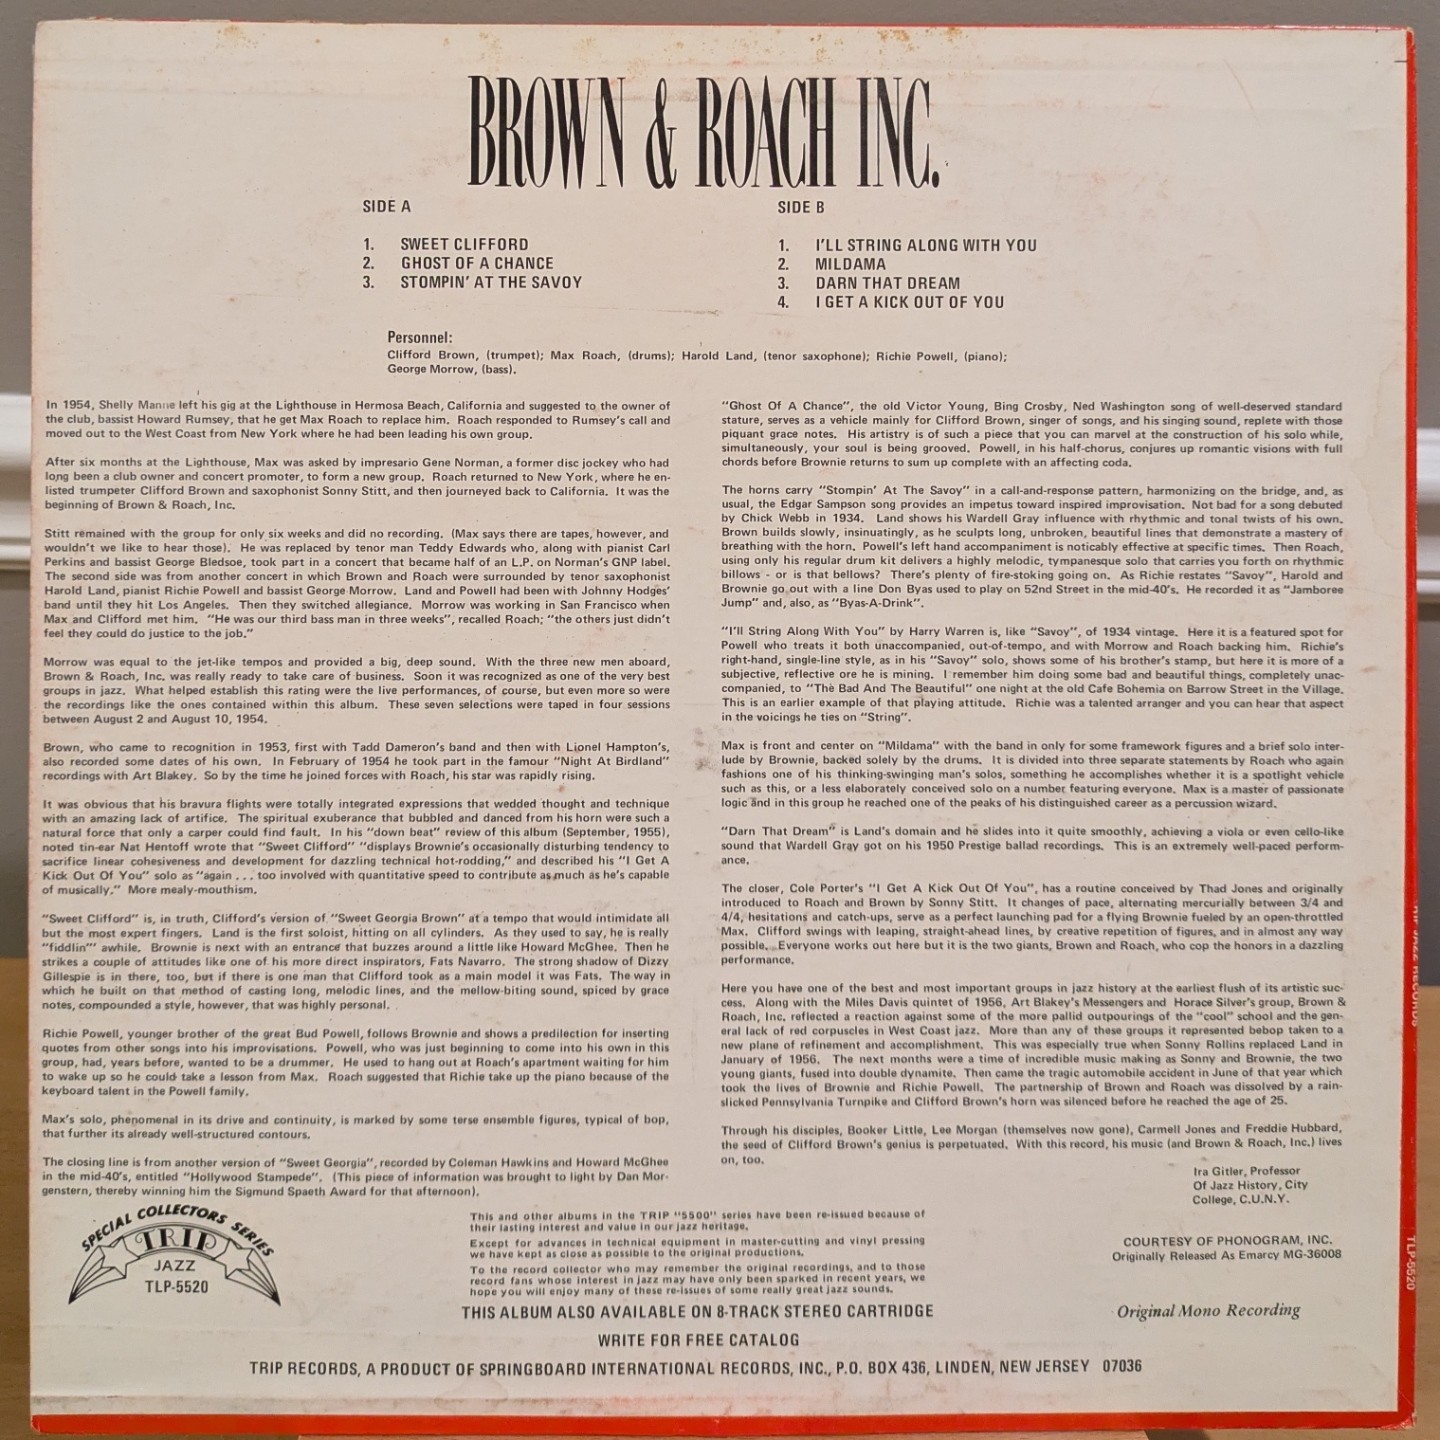 BROWN & ROACH INC.
SIDE A
1. SWEET CLIFFORD
2. GHOST OF A CHANCE
3. STOMPIN' AT THE SAVOY
SIDE B
1. I'LL STRING ALONG WITH YOU
2. MILDAMA
3. DARN THAT DREAM
4. I GET A KICK OUT OF YOU
Personnel:
Clifford Brown, (trumpet); Max Roach, (drums); Harold Land, (tenor saxophone); Richie Powell, (piano);
George Morrow, (bass).
In 1954, Shelly Manne left his gig at the Lighthouse in Hermosa Beach, California and suggested to the owner of
the club, bassist Howard Rumsey, that he get Max Roach to replace him. Roach responded to Rumsey's call and
moved out to the West Coast from New York where he had been leading his own group.
After six months at the Lighthouse, Max was asked by impresario Gene Norman, a former disc jockey who had
long been a club owner and concert promoter, to form a new group. Roach returned to New York, where he en-
listed trumpeter Clifford Brown and saxophonist Sonny Stitt, and then journeyed back to California. It was the
beginning of Brown & Roach, Inc.
Stitt remained with the group for only six weeks and did no recording. (Max says there are tapes, however, and
wouldn't we like to hear those). He was replaced by tenor man Teddy Edwards who, along with pianist Carl
Perkins and bassist George Bledsoe, took part in a concert that became half of an L.P. on Norman's GNP label.
The second side was from another concert in which Brown and Roach were surrounded by tenor saxophonist
Harold Land, pianist Richie Powell and bassist George Morrow. Land and Powell had been with Johnny Hodges'
band until they hit Los Angeles. Then they switched allegiance. Morrow was working in San Francisco when
Max and Clifford met him. "He was our third bass man in three weeks", recalled Roach; "the others just didn't
feel they could do justice to the job."
Morrow was equal to the jet-like tempos and provided a big, deep sound. With the three new men aboard,
Brown & Roach, Inc. was really ready to take care of business. Soon it was recognized as one of the very best
groups in jazz. What helped establish this rating were the live performances, of course, but even more so were
the recordings like the ones contained within this album. These seven selections were taped in four sessions
between August 2 and August 10, 1954.
Brown, who came to recognition in 1953, first with Tadd Dameron's band and then with Lionel Hampton's,
also recorded some dates of his own. In February of 1954 he took part in the famour "Night At Birdland"
recordings with Art Blakey. So by the time he joined forces with Roach, his star was rapidly rising.
It was obvious that his bravura flights were totally integrated expressions that wedded thought and technique
with an amazing lack of artifice. The spiritual exuberance that bubbled and danced from his horn were such a
natural force that only a carper could find fault. In his "down beat" review of this album (September, 1955),
noted tin-ear Nat Hentoff wrote that "Sweet Clifford" "displays Brownie's occasionally disturbing tendency to
sacrifice linear cohesiveness and development for dazzling technical hot-rodding," and described his "I Get A
Kick Out Of You" solo as "again . . . too involved with quantitative speed to contribute as much as he's capable
of musically." More mealy-mouthism.
"Sweet Clifford" is, in truth, Clifford's version of "Sweet Georgia Brown" at a tempo that would intimidate all
but the most expert fingers. Land is the first soloist, hitting on all cylinders. As they used to say, he is really
"fiddlin'" awhile. Brownie is next with an entrance that buzzes around a little like Howard McGhee. Then he
strikes a couple of attitudes like one of his more direct inspirators, Fats Navarro. The strong shadow of Dizzy
Gillespie is in there, too, but if there is one man that Clifford took as a main model it was Fats. The way in
which he built on that method of casting long, melodic lines, and the mellow-biting sound, spiced by grace
notes, compounded a style, however, that was highly personal.
Richie Powell, younger brother of the great Bud Powell, follows Brownie and shows a predilection for inserting
quotes from other songs into his improvisations. Powell, who was just beginning to come into his own in this
group, had, years before, wanted to be a drummer. He used to hang out at Roach's apartment waiting for him
to wake up so he could take a lesson from Max. Roach suggested that Richie take up the piano because of the
keyboard talent in the Powell family.
Max's solo, phenomenal in its drive and continuity, is marked by some terse ensemble figures, typical of bop,
that further its already well-structured contours.
The closing line is from another version of "Sweet Georgia", recorded by Coleman Hawkins and Howard McGhee
in the mid-40's, entitled "Hollywood Stampede". (This piece of information was brought to light by Dan Mor-
genstern, thereby winning him the Sigmund Spaeth Award for that afternoon).
"Ghost Of A Chance", the old Victor Young, Bing Crosby, Ned Washington song of well-deserved standard
stature, serves as a vehicle mainly for Clifford Brown, singer of songs, and his singing sound, replete with those
piquant grace notes. His artistry is of such a piece that you can marvel at the construction of his solo while,
simultaneously, your soul is being grooved. Powell, in his half-chorus, conjures up romantic visions with full
chords before Brownie returns to sum up complete with an affecting coda.
The horns carry "Stompin' At The Savoy" in a call-and-response pattern, harmonizing on the bridge, and, as
usual, the Edgar Sampson song provides an impetus toward inspired improvisation. Not bad for a song debuted
by Chick Webb in 1934. Land shows his Wardell Gray influence with rhythmic and tonal twists of his own.
Brown builds slowly, insinuatingly, as he sculpts long, unbroken, beautiful lines that demonstrate a mastery of
breathing with the horn. Powell's left hand accompaniment is noticably effective at specific times. Then Roach,
using only his regular drum kit delivers a highly melodic, tympanesque solo that carries you forth on rhythmic
billows - or is that bellows? There's plenty of fire-stoking going on. As Richie restates "Savoy", Harold and
Brownie go out with a line Don Byas used to play on 52nd Street in the mid-40's. He recorded it as "Jamboree
Jump" and, also, as "Byas-A-Drink".
"I'll String Along With You" by Harry Warren is, like "Savoy", of 1934 vintage. Here it is a featured spot for
Powell who treats it both unaccompanied, out-of-tempo, and with Morrow and Roach backing him. Richie's
right-hand, single-line style, as in his "Savoy" solo, shows some of his brother's stamp, but here it is more of a
subjective, reflective ore he is mining. I remember him doing some bad and beautiful things, completely unac-
companied, to "The Bad And The Beautiful" one night at the old Cafe Bohemia on Barrow Street in the Village.
This is an earlier example of that playing attitude. Richie was a talented arranger and you can hear that aspect
in the voicings he ties on "String".
Max is front and center on "Mildama" with the band in only for some framework figures and a brief solo inter-
lude by Brownie, backed solely by the drums. It is divided into three separate statements by Roach who again
fashions one of his thinking-swinging man's solos, something he accomplishes whether it is a spotlight vehicle
such as this, or a less elaborately conceived solo on a number featuring everyone. Max is a master of passionate
logic and in this group he reached one of the peaks of his distinguished career as a percussion wizard.
"Darn That Dream" is Land's domain and he slides into it quite smoothly, achieving a viola or even cello-like
sound that Wardell Gray got on his 1950 Prestige ballad recordings. This is an extremely well-paced perform-
ance.
The closer, Cole Porter's "I Get A Kick Out Of You", has a routine conceived by Thad Jones and originally
introduced to Roach and Brown by Sonny Stitt. It changes of pace, alternating mercurially between 3/4 and
4/4, hesitations and catch-ups, serve as a perfect launching pad for a flying Brownie fueled by an open-throttled
Max. Clifford swings with leaping, straight-ahead lines, by creative repetition of figures, and in almost any way
possible. Everyone works out here but it is the two giants, Brown and Roach, who cop the honors in a dazzling
performance.
Here you have one of the best and most important groups in jazz history at the earliest flush of its artistic suc-
cess. Along with the Miles Davis quintet of 1956, Art Blakey's Messengers and Horace Silver's group, Brown &
Roach, Inc. reflected a reaction against some of the more pallid outpourings of the "cool" school and the gen-
eral lack of red corpuscles in West Coast jazz. More than any of these groups it represented bebop taken to a
new plane of refinement and accomplishment. This was especially true when Sonny Rollins replaced Land in
January of 1956. The next months were a time of incredible music making as Sonny and Brownie, the two
young giants, fused into double dynamite. Then came the tragic automobile accident in June of that year which
took the lives of Brownie and Richie Powell. The partnership of Brown and Roach was dissolved by a rain-
slicked Pennsylvania Turnpike and Clifford Brown's horn was silenced before he reached the age of 25.
Through his disciples, Booker Little, Lee Morgan (themselves now gone), Carmell Jones and Freddie Hubbard,
the seed of Clifford Brown's genius is perpetuated. With this record, his music (and Brown & Roach, Inc.) lives
on, too.
Ira Gitler, Professor
Of Jazz History, City
College, C.U.N.Y.
SPECIAL COLLECTORS SERIES
TRIP
JAZZ
TLP-5520
This and other albums in the TRIP "5500" series have been re-issued because of
their lasting interest and value in our jazz heritage.
Except for advances in technical equipment in master-cutting and vinyl pressing
we have kept as close as possible to the original productions.
To the record collector who may remember the original recordings, and to those
record fans whose interest in jazz may have only been sparked in recent years, we
hope you will enjoy many of these re-issues of some really great jazz sounds.
COURTESY OF PHONOGRAM, INC.
Originally Released As Emarcy MG-36008
Original Mono Recording
THIS ALBUM ALSO AVAILABLE ON 8-TRACK STEREO CARTRIDGE
WRITE FOR FREE CATALOG
TRIP RECORDS, A PRODUCT OF SPRINGBOARD INTERNATIONAL RECORDS, INC., P.O. BOX 436, LINDEN, NEW JERSEY 07036
JAZZ RECORDS
TLP-5520